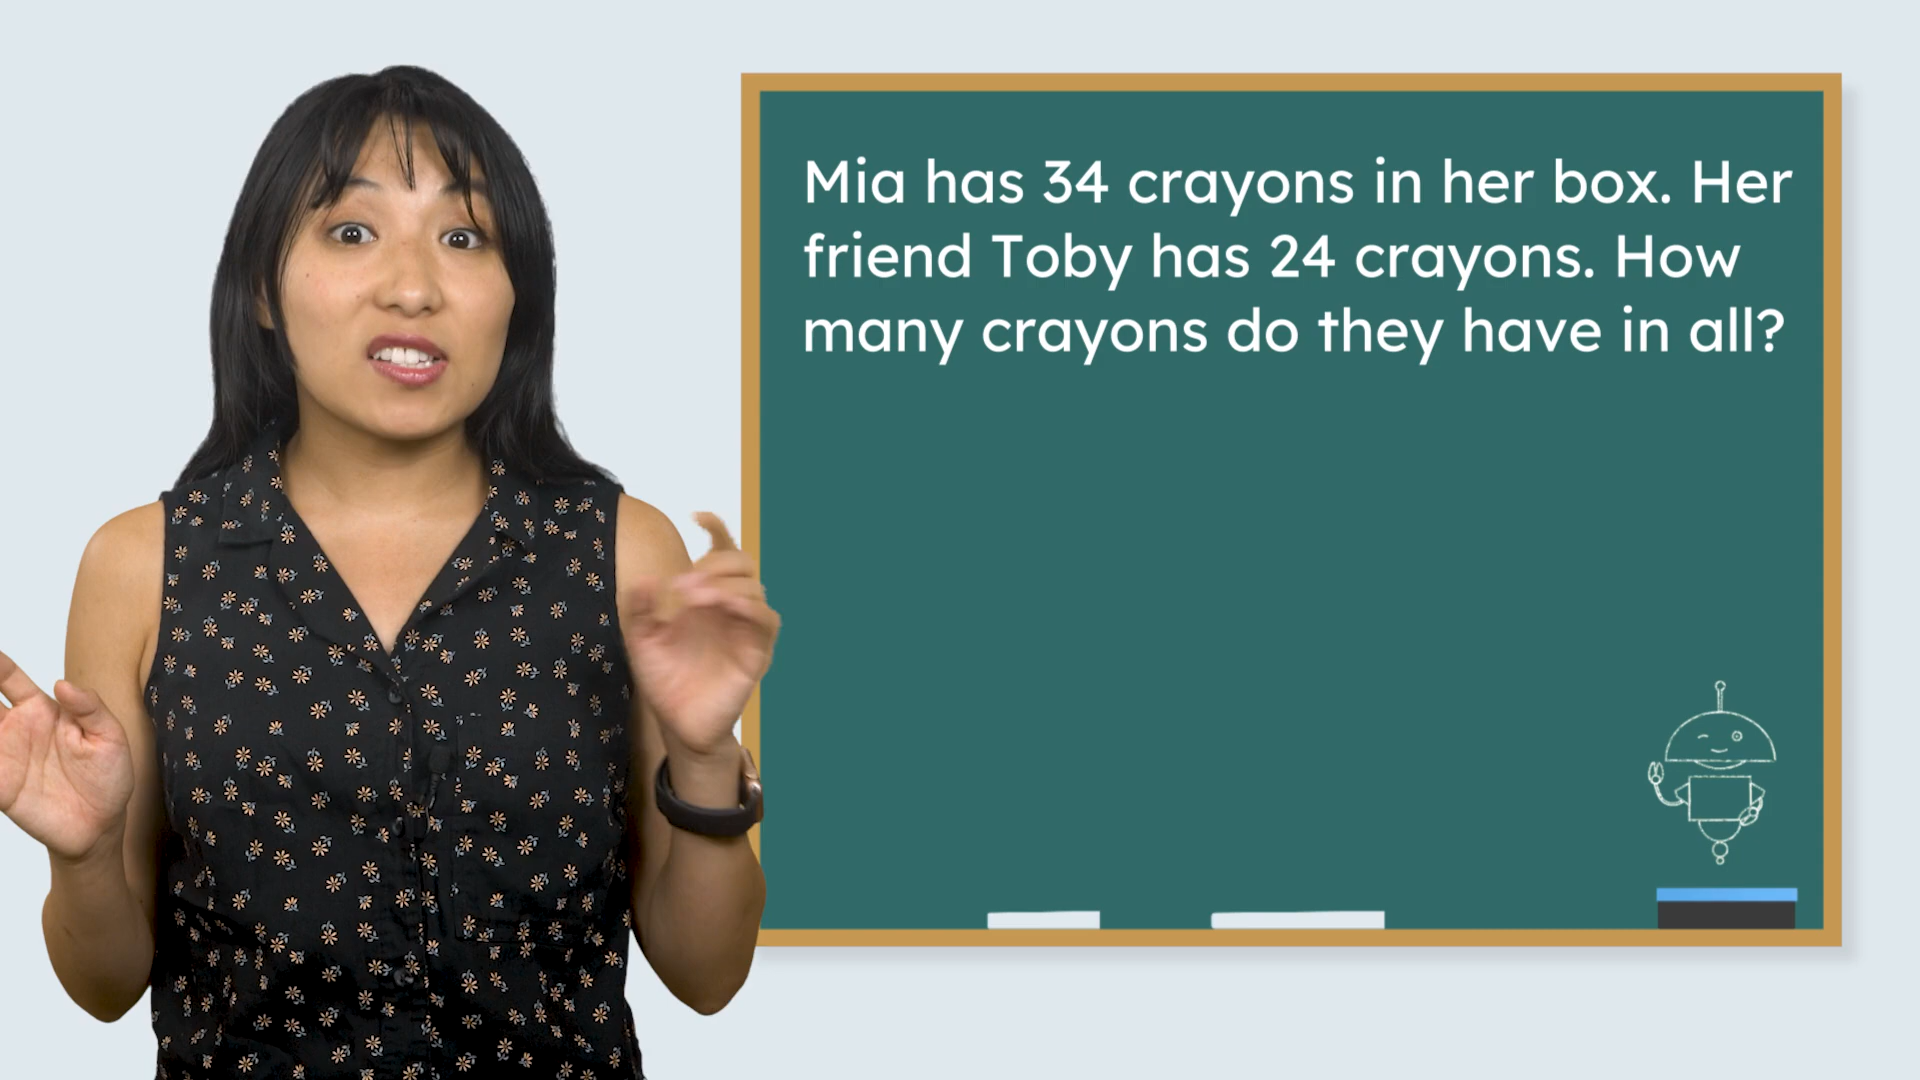 Mia has 34 crayons in her box. Her
friend Toby has 24 crayons. How
many crayons do they have in all?